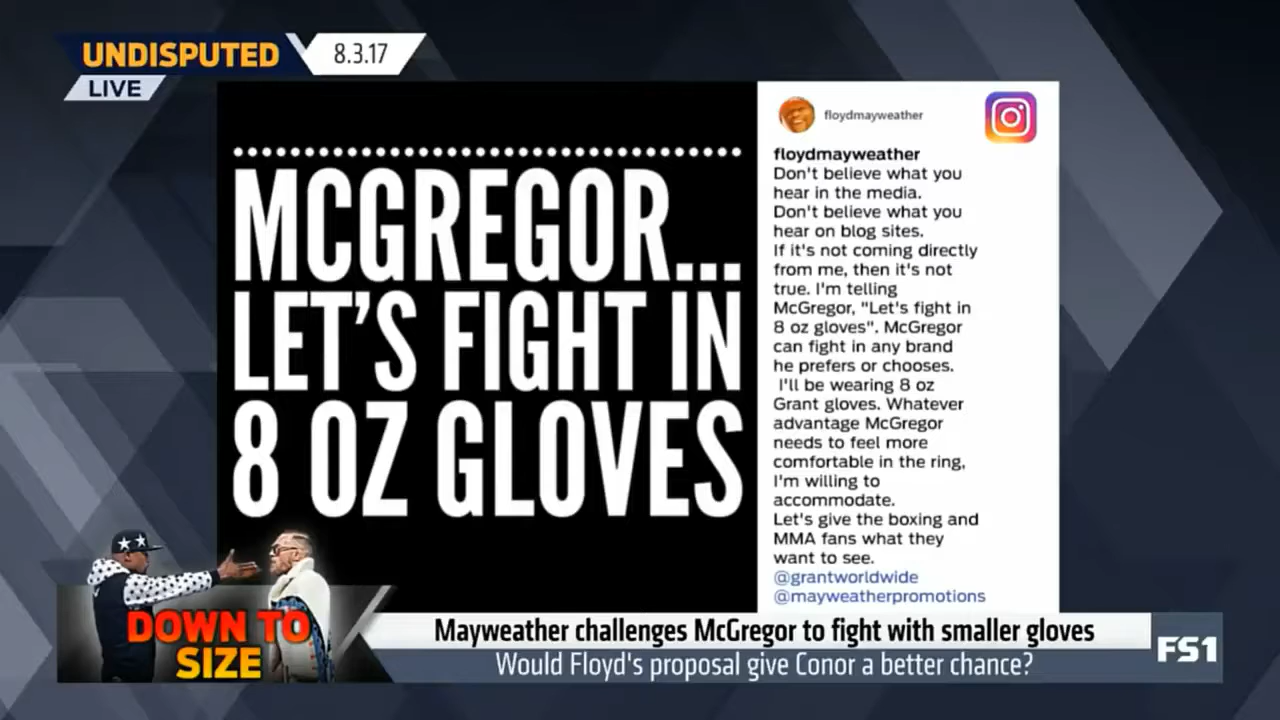 UNDISPUTED
8.3.17
LIVE
MCGREGOR...
LET'S FIGHT IN
8 OZ GLOVES
floydmayweather
floydmayweather
Don't believe what you
hear in the media.
Don't believe what you
hear on blog sites.
If it's not coming directly
from me, then it's not
true. I'm telling
McGregor, "Let's fight in
8 oz gloves". McGregor
can fight in any brand
he prefers or chooses.
I'll be wearing 8 oz
Grant gloves. Whatever
advantage McGregor
needs to feel more
comfortable in the ring,
I'm willing to
accommodate.
Let's give the boxing and
MMA fans what they
want to see.
@grantworldwide
@mayweatherpromotions
DOWN TO
SIZE
Mayweather challenges McGregor to fight with smaller gloves
Would Floyd's proposal give Conor a better chance?
FS1